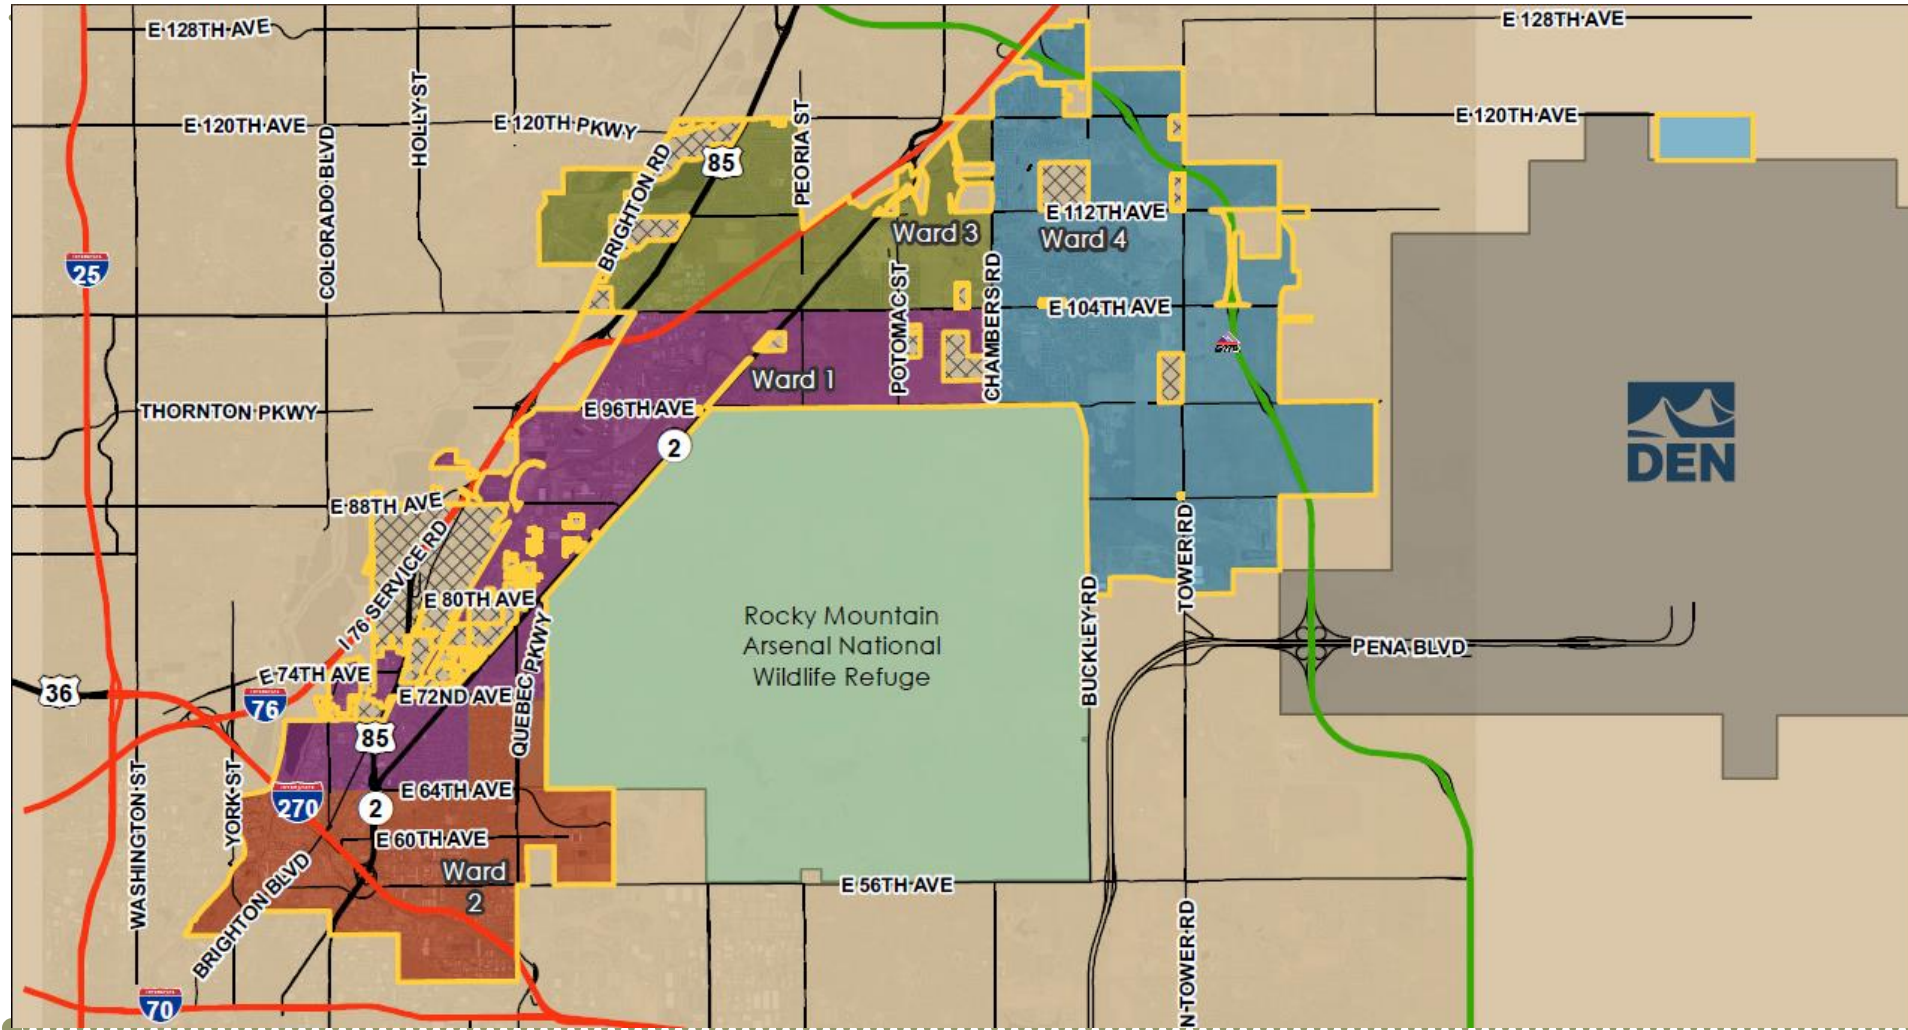 E 128TH AVE
E 128TH AVE
E 120TH AVE
E 120TH PKWY
E 120TH AVE
HOLLY ST
COLORADO BLVD
BRIGHTON RD
85
PEORIA ST
25
E 112TH AVE
Ward 3
Ward 4
POTOMAC ST
CHAMBERS RD
E 104TH AVE
Ward 1
THORNTON PKWY
E 96TH AVE
2
DEN
E 88TH AVE
I 76 SERVICE RD
E 80TH AVE
TOWER RD
BUCKLEY RD
Rocky Mountain
Arsenal National
Wildlife Refuge
PENA BLVD
QUEBEC PKWY
E 74TH AVE
36
76
E 72ND AVE
85
E 64TH AVE
270
2
WASHINGTON ST
YORK ST
E 60TH AVE
BRIGHTON BLVD
Ward
2
E 56TH AVE
N TOWER RD
70